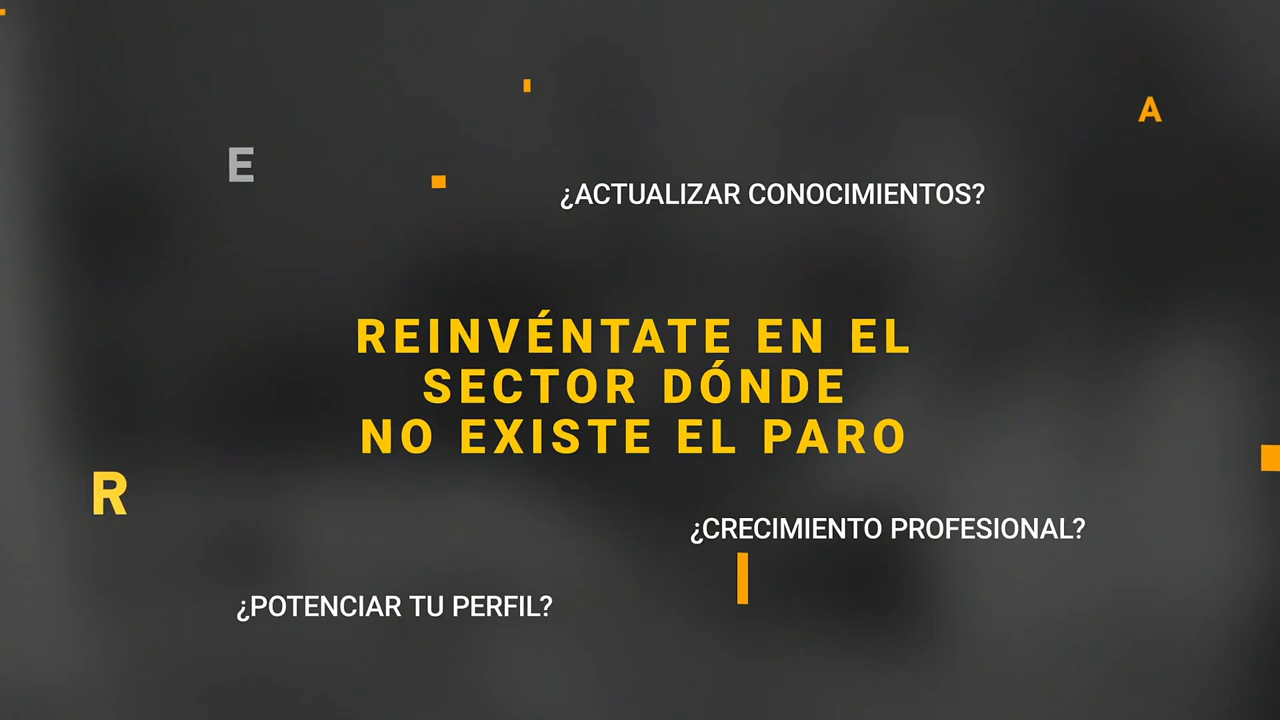 A
E
¿ACTUALIZAR CONOCIMIENTOS?
REINVÉNTATE EN EL
SECTOR DÓNDE
NO EXISTE EL PARO
R
¿CRECIMIENTO PROFESIONAL?
¿POTENCIAR TU PERFIL?